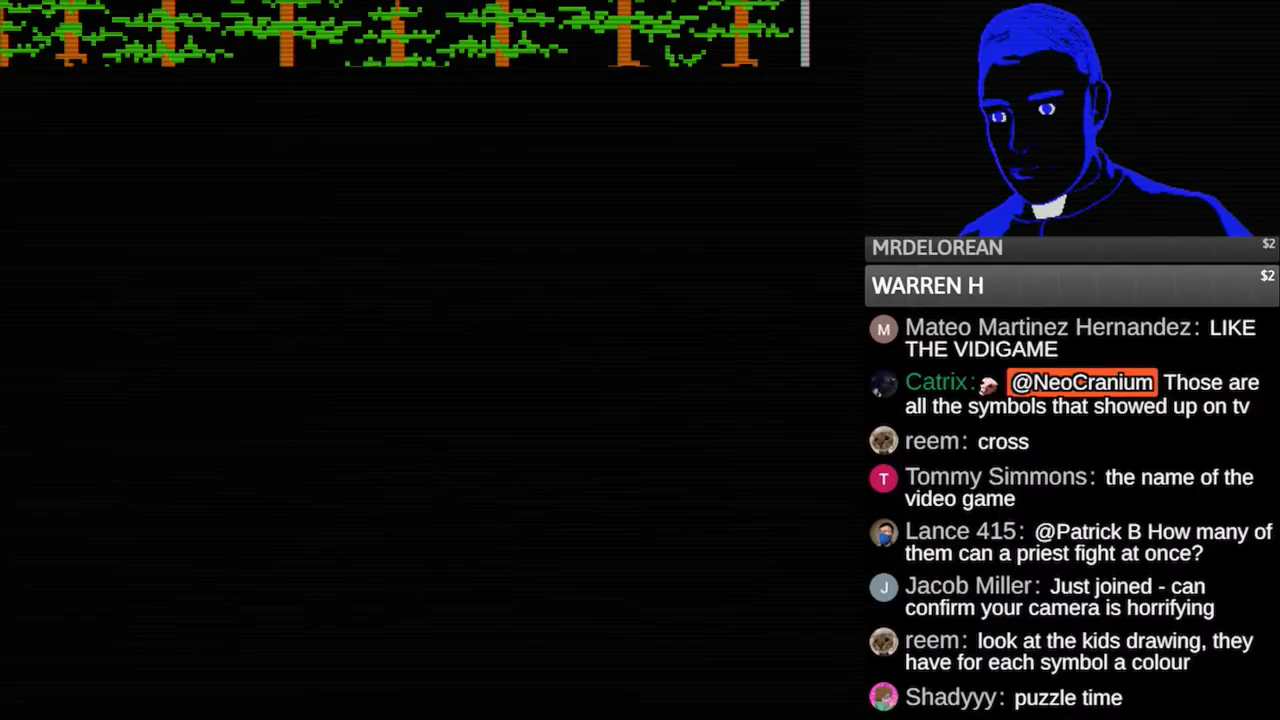 MRDELOREAN $2
WARREN H $2
M Mateo Martinez Hernandez: LIKE
THE VIDIGAME
Catrix: @NeoCranium Those are
all the symbols that showed up on tv
reem: cross
T Tommy Simmons: the name of the
video game
Lance 415: @Patrick B How many of
them can a priest fight at once?
J Jacob Miller: Just joined - can
confirm your camera is horrifying
reem: look at the kids drawing, they
have for each symbol a colour
Shadyyy: puzzle time